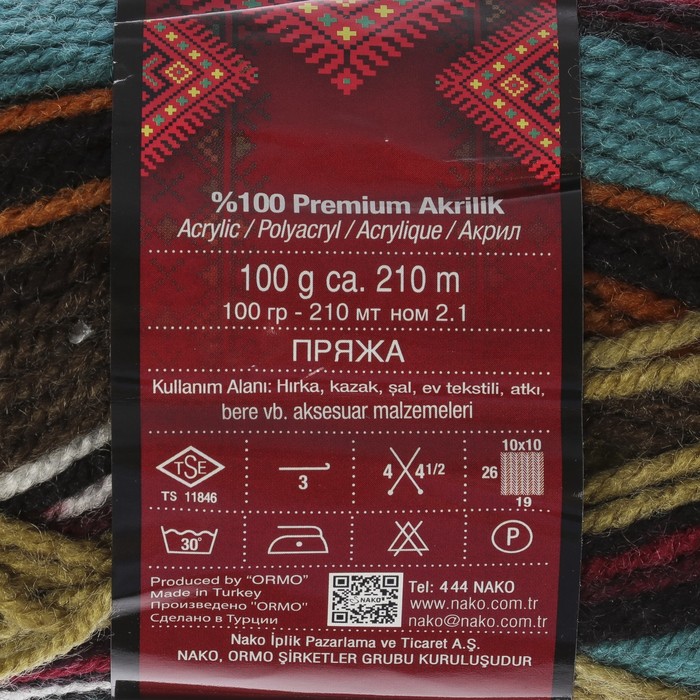 %100 Premium Akrilik
Acrylic / Polyacryl / Acrylique / Акрил
100 g ca. 210 m
100 гр - 210 мт ном 2.1
ПРЯЖА
Kullanım Alanı: Hırka, kazak, şal, ev tekstili, atkı,
bere vb. aksesuar malzemeleri
TSE
TS 11846
3
4 4 1/2
10x10
26
19
30°
P
Produced by "ORMO"
Made in Turkey
Произведено "ORMO"
Сделано в Турции
NAKO
Tel: 444 NAKO
www.nako.com.tr
nako@nako.com.tr
Nako İplik Pazarlama ve Ticaret A.Ş.
NAKO, ORMO ŞİRKETLER GRUBU KURULUŞUDUR